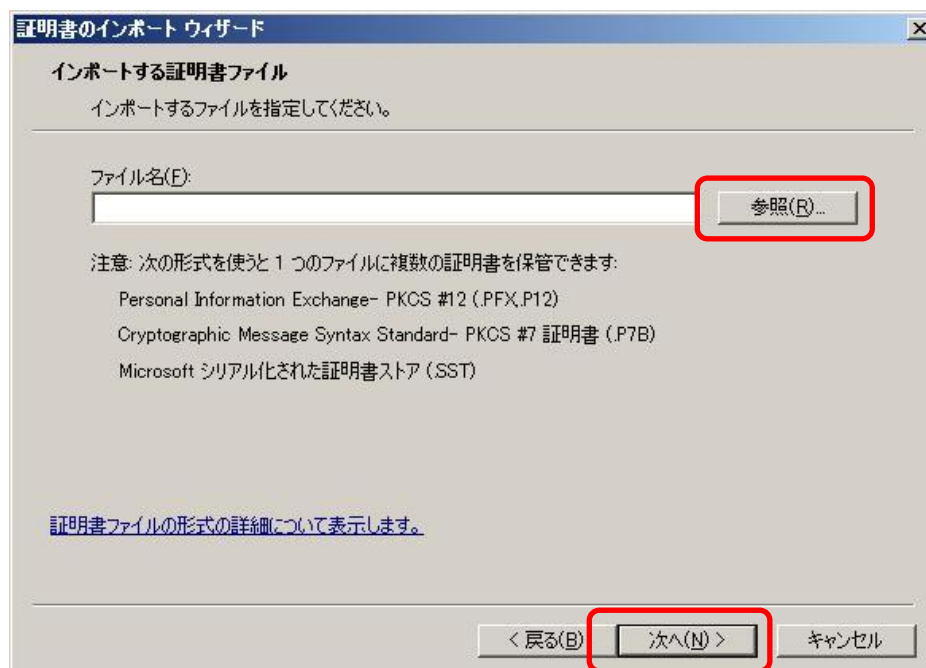 証明書のインポート ウィザード
インポートする証明書ファイル
インポートするファイルを指定してください。
ファイル名(F):
参照(R)...
注意: 次の形式を使うと 1 つのファイルに複数の証明書を保管できます:
Personal Information Exchange- PKCS #12 (.PFX,.P12)
Cryptographic Message Syntax Standard- PKCS #7 証明書 (.P7B)
Microsoft シリアル化された証明書ストア (.SST)
証明書ファイルの形式の詳細について表示します。
< 戻る(B) 次へ(N) > キャンセル